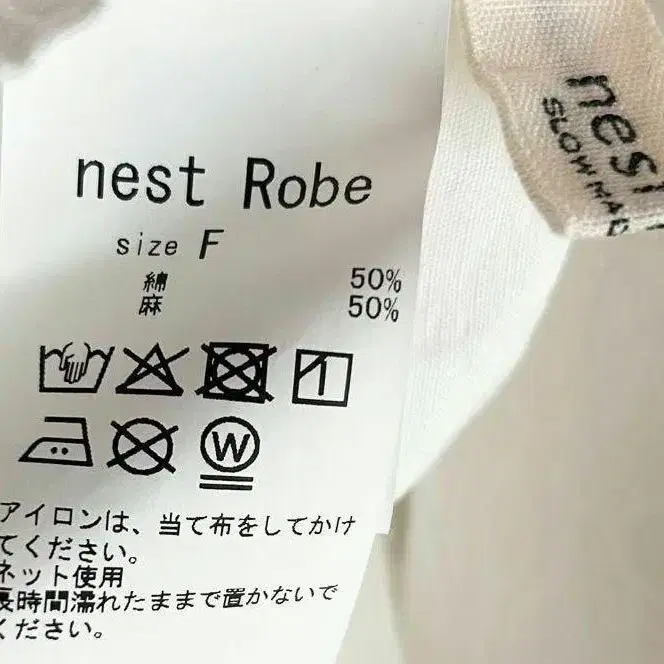 nest Robe
size F
綿 50%
麻 50%
W
アイロンは、当て布をしてかけ
てください。
ネット使用
長時間濡れたままで置かないで
ください。
nest
SLOW MAD